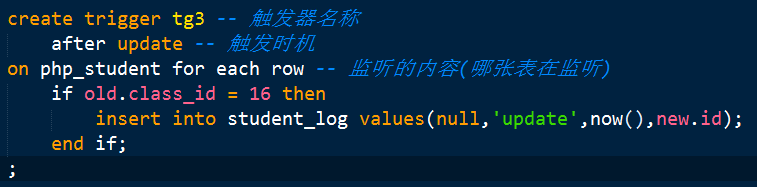 create trigger tg3 -- 触发器名称
    after update -- 触发时机
on php_student for each row -- 监听的内容(哪张表在监听)
    if old.class_id = 16 then
        insert into student_log values(null,'update',now(),new.id);
    end if;
;